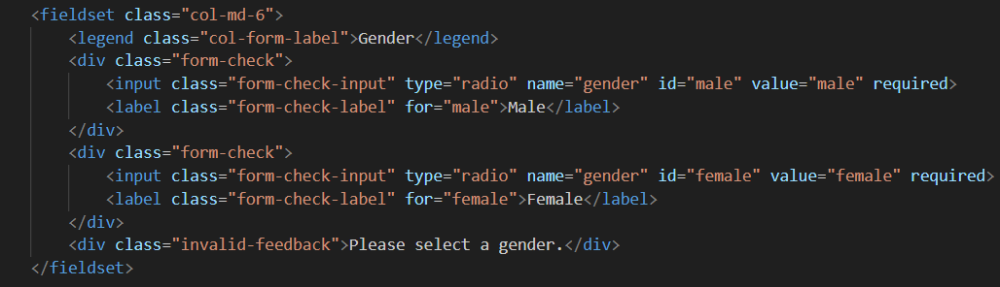 <fieldset class="col-md-6">
<legend class="col-form-label">Gender</legend>
<div class="form-check">
<input class="form-check-input" type="radio" name="gender" id="male" value="male" required>
<label class="form-check-label" for="male">Male</label>
</div>
<div class="form-check">
<input class="form-check-input" type="radio" name="gender" id="female" value="female" required>
<label class="form-check-label" for="female">Female</label>
</div>
<div class="invalid-feedback">Please select a gender.</div>
</fieldset>